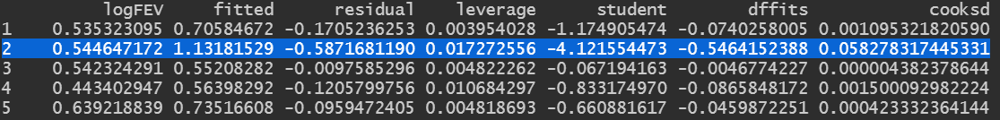 logFEV fitted residual leverage student dffits cooksd
1 0.535323095 0.70584672 -0.1705236253 0.003954028 -1.174905474 -0.0740258005 0.001095321820590
2 0.544647172 1.13181529 -0.5871681190 0.017272556 -4.121554473 -0.5464152388 0.058278317445331
3 0.542324291 0.55208282 -0.0097585296 0.004822262 -0.067194163 -0.0046774227 0.000004382378644
4 0.443402947 0.56398292 -0.1205799756 0.010684297 -0.833174970 -0.0865848172 0.001500092982224
5 0.639218839 0.73516608 -0.0959472405 0.004818693 -0.660881617 -0.0459872251 0.000423332364144